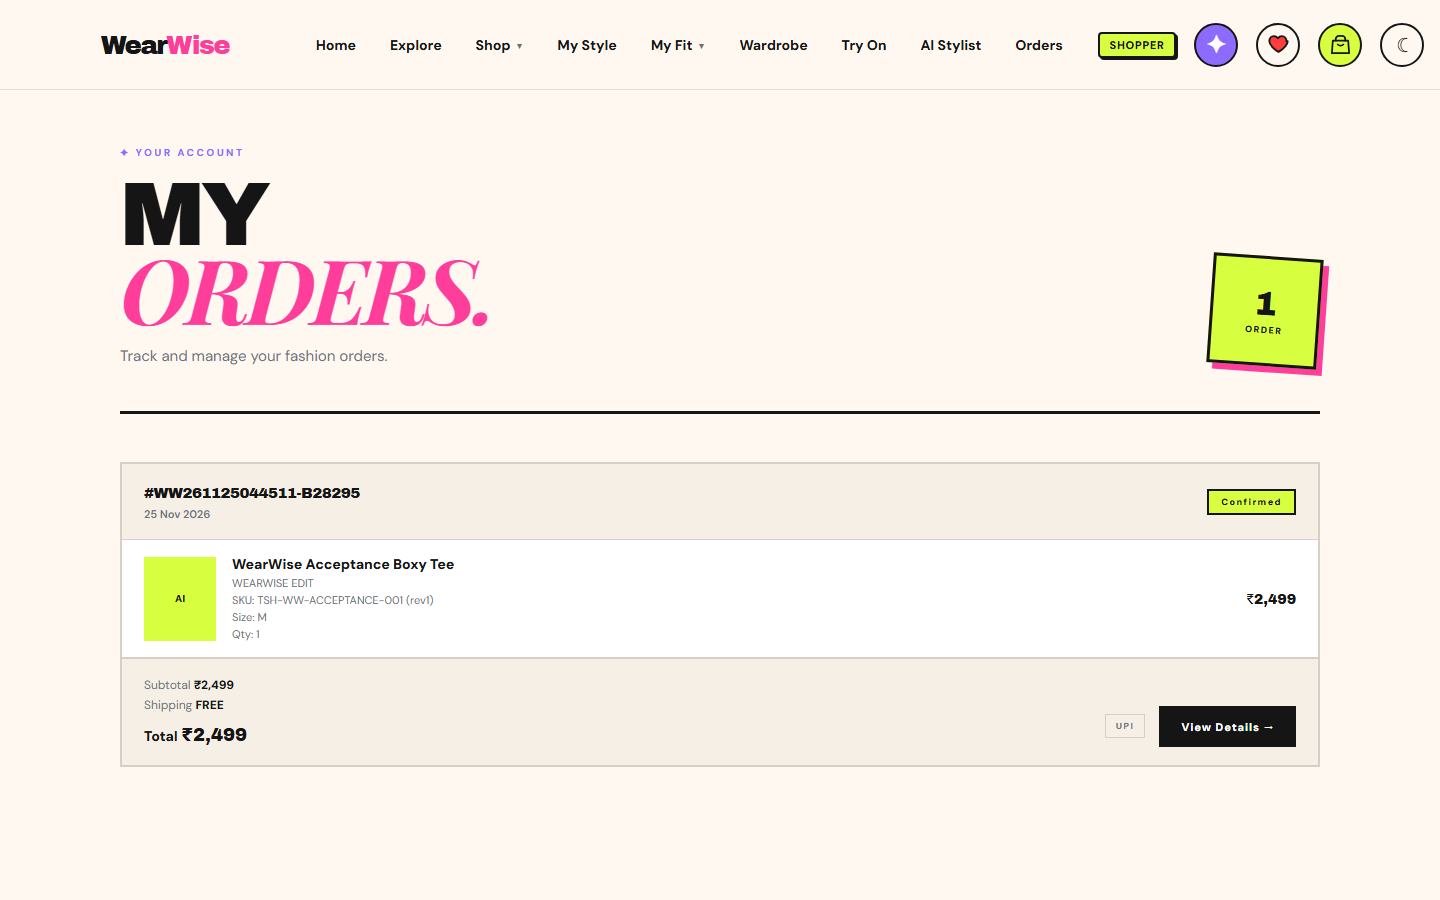 WearWise
Home Explore Shop ▾ My Style My Fit ▾ Wardrobe Try On AI Stylist Orders SHOPPER
✦ YOUR ACCOUNT
MY
ORDERS.
Track and manage your fashion orders.
1
ORDER
#WW261125044511-B28295
25 Nov 2026
Confirmed
AI
WearWise Acceptance Boxy Tee
WEARWISE EDIT
SKU: TSH-WW-ACCEPTANCE-001 (rev1)
Size: M
Qty: 1
₹2,499
Subtotal ₹2,499
Shipping FREE
Total ₹2,499
UPI
View Details →